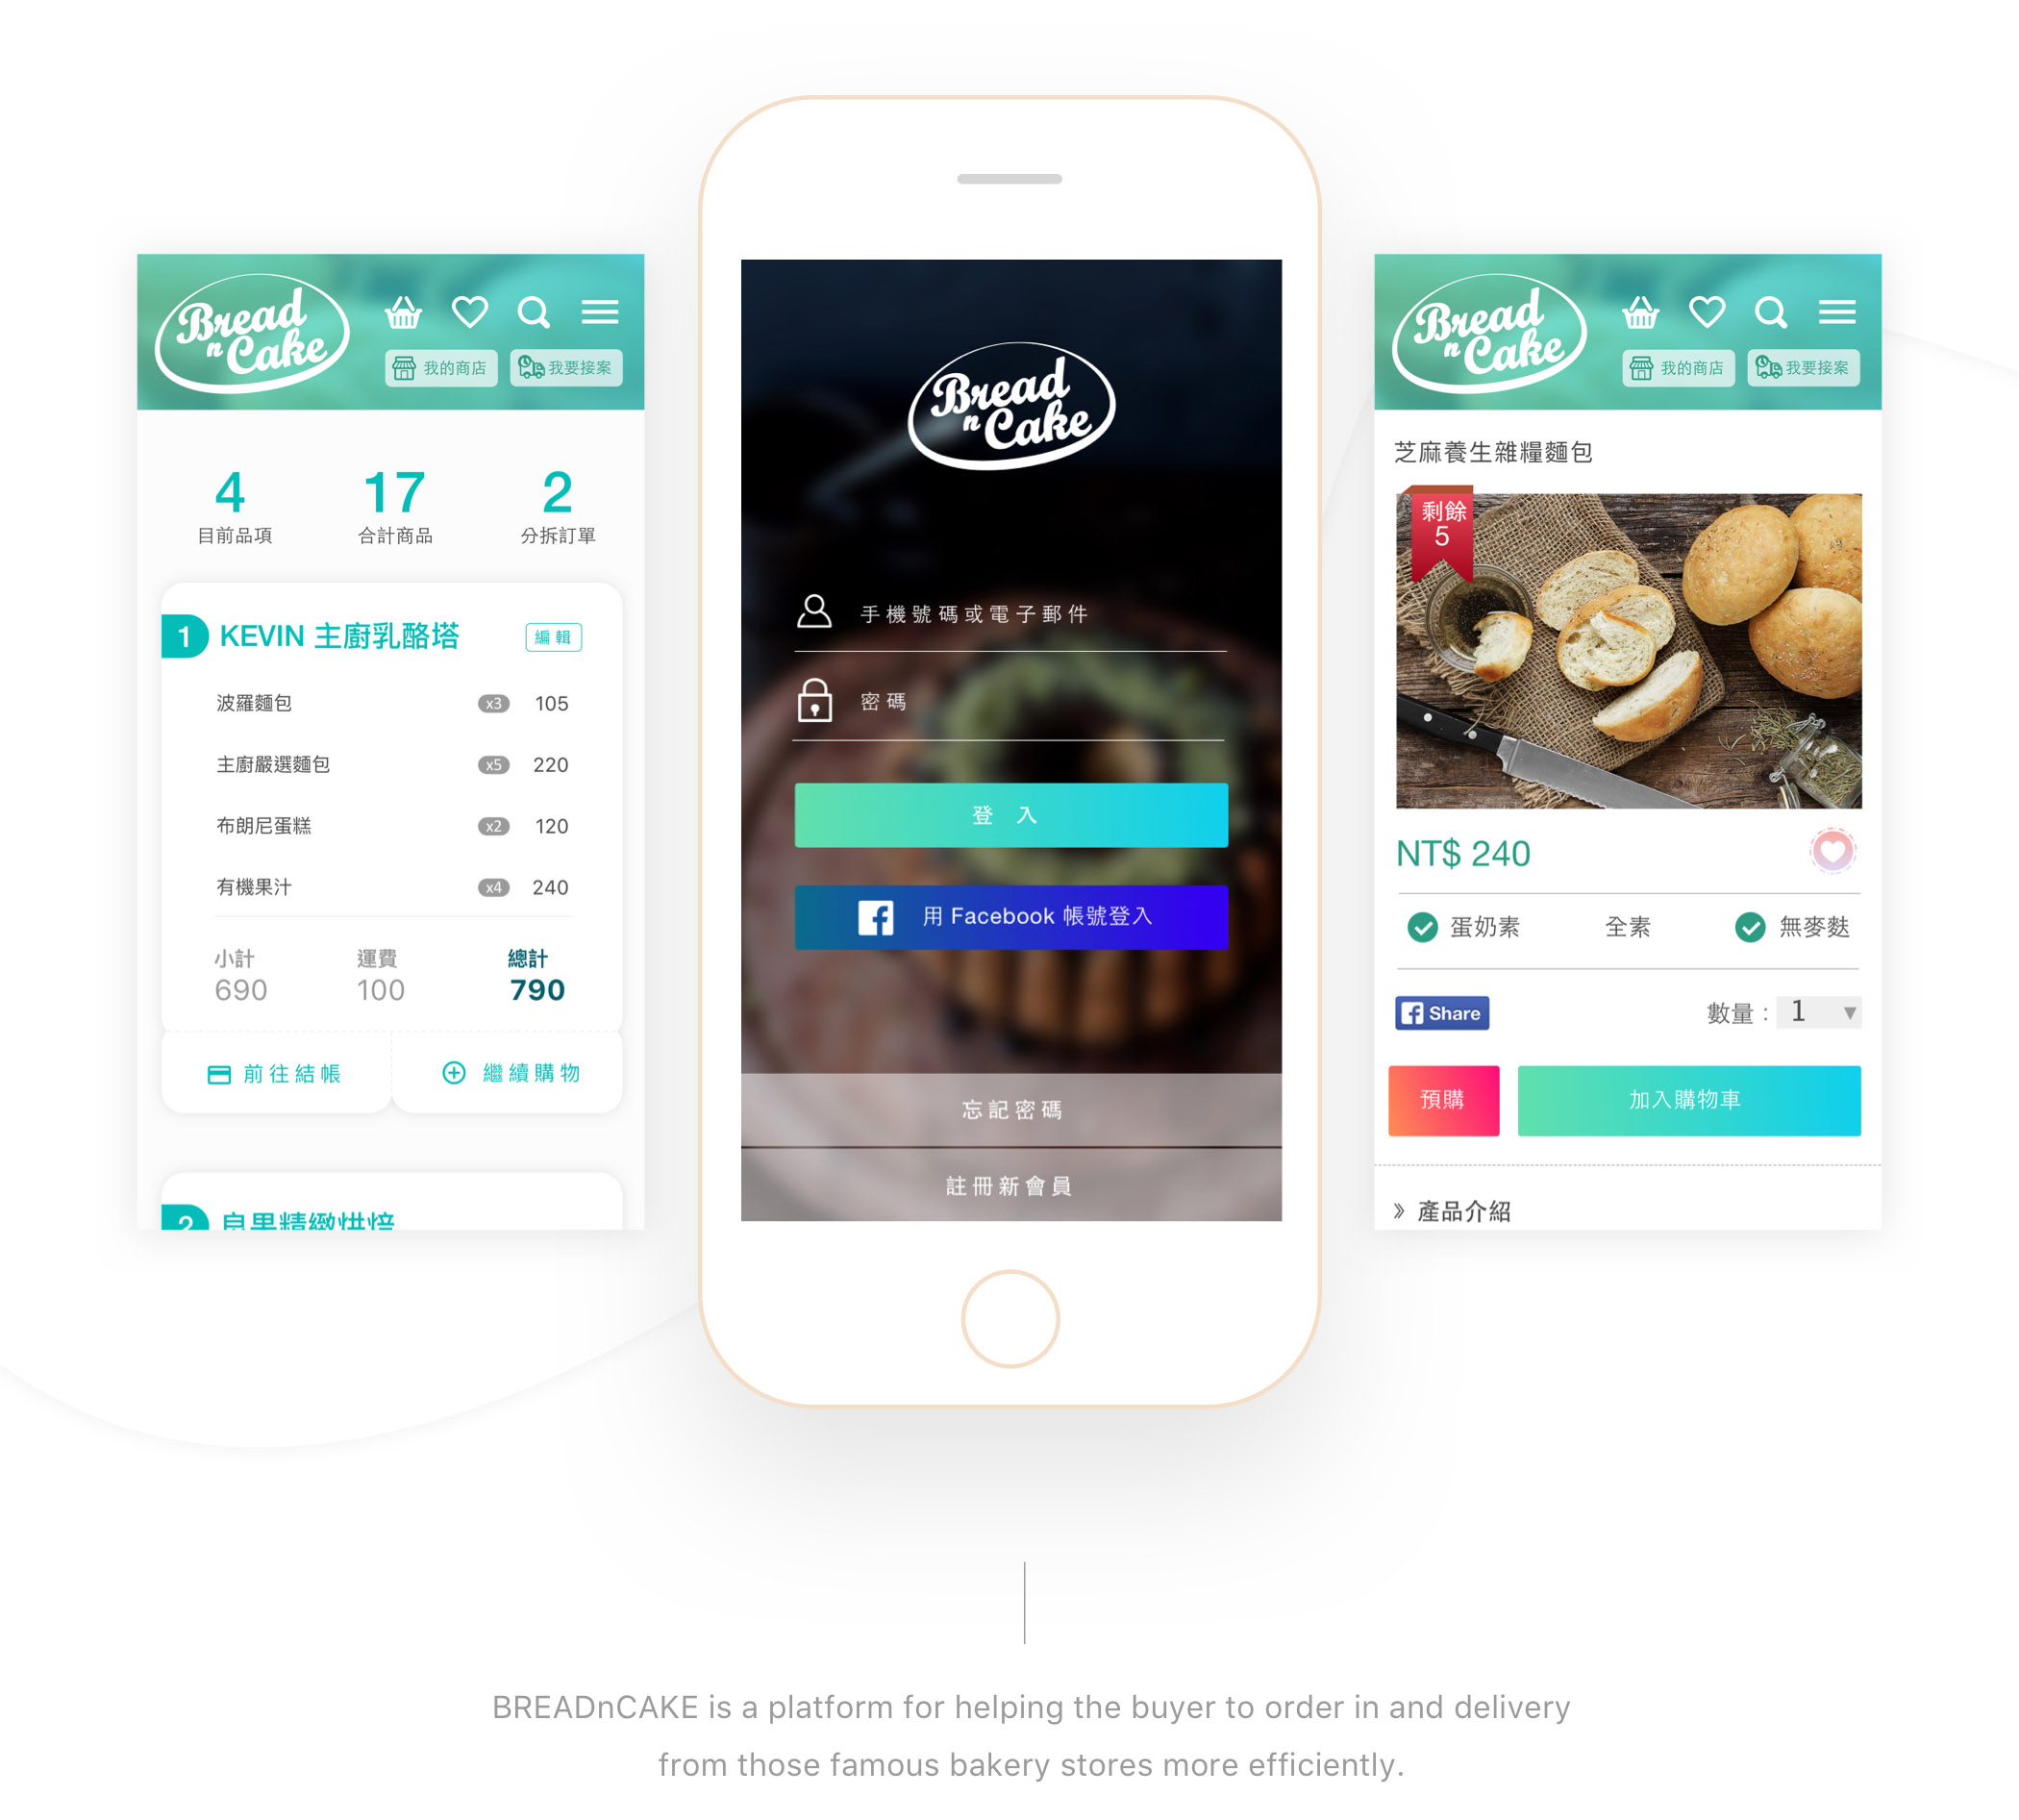 Bread
n Cake
我的商店
我要接案
4
17
2
目前品項
合計商品
分拆訂單
1 KEVIN 主廚乳酪塔
編輯
波羅麵包 x3 105
主廚嚴選麵包 x5 220
布朗尼蛋糕 x2 120
有機果汁 x4 240
小計
運費
總計
690
100
790
前往結帳
繼續購物
2
Bread
n Cake
手機號碼或電子郵件
密碼
登 入
用 Facebook 帳號登入
忘記密碼
註冊新會員
Bread
n Cake
我的商店
我要接案
芝麻養生雜糧麵包
剩餘
5
NT$ 240
蛋奶素
全素
無麥麩
Share
數量：1
預購
加入購物車
》產品介紹
BREADnCAKE is a platform for helping the buyer to order in and delivery
from those famous bakery stores more efficiently.